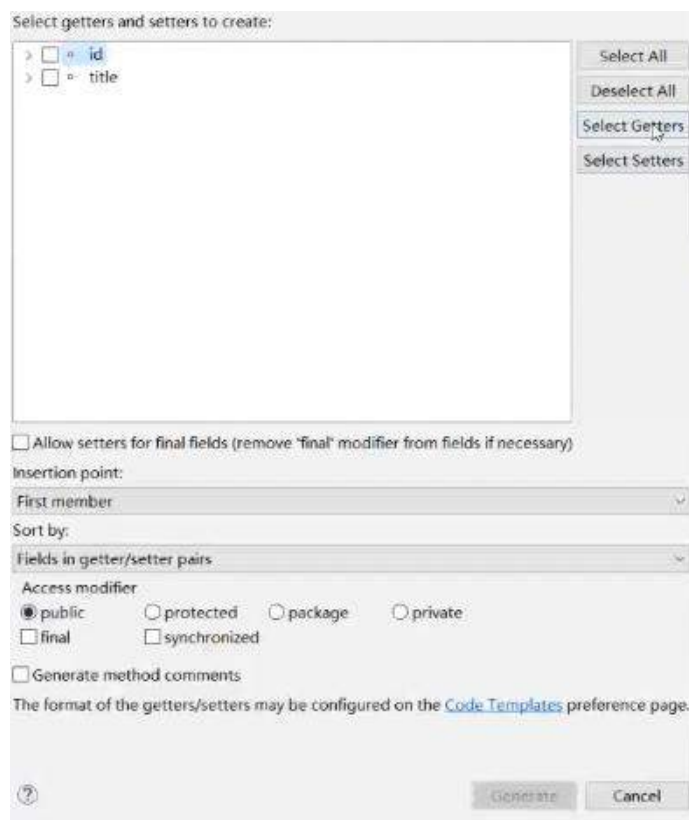 Select getters and setters to create:
id
title
Select All
Deselect All
Select Getters
Select Setters
Allow setters for final fields (remove 'final' modifier from fields if necessary)
Insertion point:
First member
Sort by:
Fields in getter/setter pairs
Access modifier
public protected package private
final synchronized
Generate method comments
The format of the getters/setters may be configured on the Code Templates preference page.
? Generate Cancel